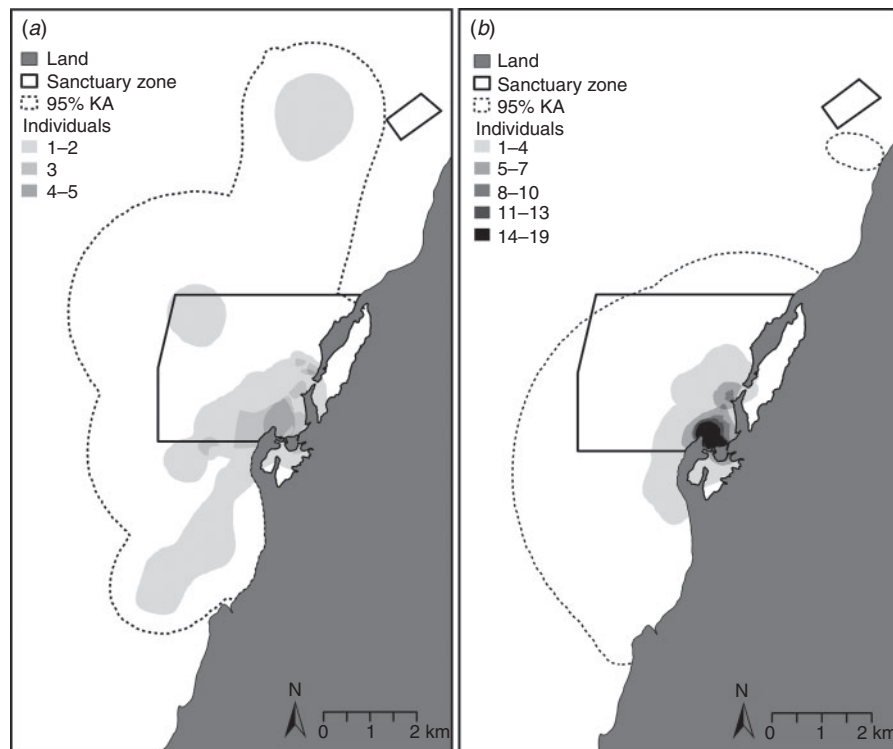 (a)
Land
Sanctuary zone
95% KA
Individuals
1–2
3
4–5
N
0 1 2 km
(b)
Land
Sanctuary zone
95% KA
Individuals
1–4
5–7
8–10
11–13
14–19
N
0 1 2 km